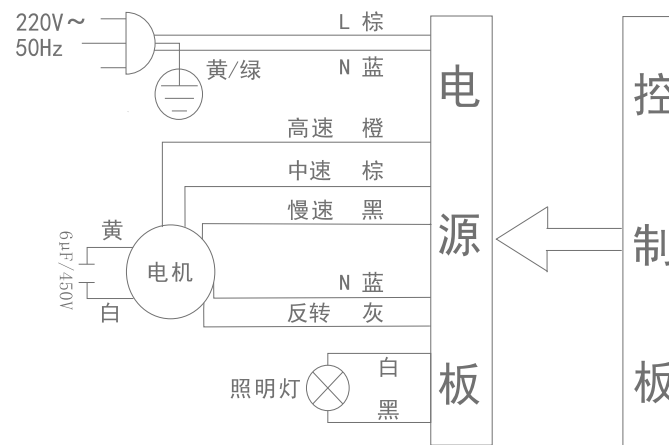 220V～
50Hz
L 棕
N 蓝
黄/绿
高速 橙
中速 棕
慢速 黑
黄
6μF/450V
电机
白
N 蓝
反转 灰
照明灯
白
黑
电源板
控制板